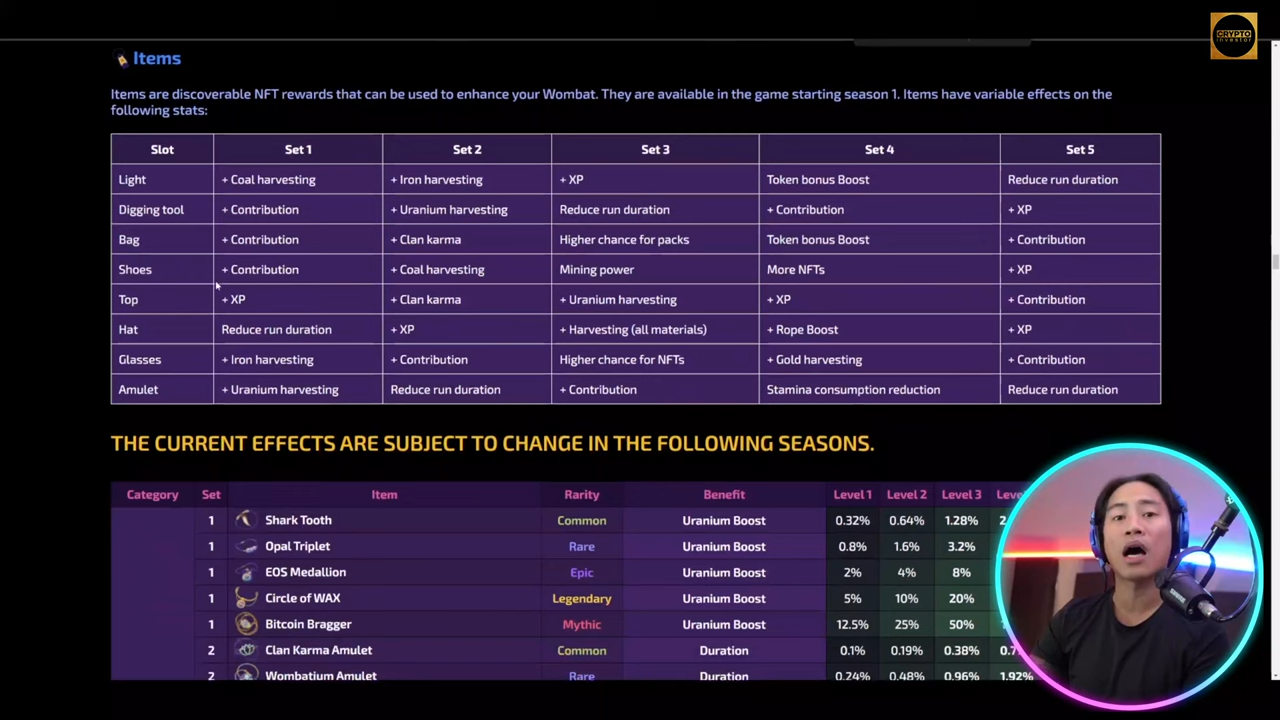 CRYPTO
investor
Items
Items are discoverable NFT rewards that can be used to enhance your Wombat. They are available in the game starting season 1. Items have variable effects on the
following stats:
Slot Set 1 Set 2 Set 3 Set 4 Set 5
Light + Coal harvesting + Iron harvesting + XP Token bonus Boost Reduce run duration
Digging tool + Contribution + Uranium harvesting Reduce run duration + Contribution + XP
Bag + Contribution + Clan karma Higher chance for packs Token bonus Boost + Contribution
Shoes + Contribution + Coal harvesting Mining power More NFTs + XP
Top + XP + Clan karma + Uranium harvesting + XP + Contribution
Hat Reduce run duration + XP + Harvesting (all materials) + Rope Boost + XP
Glasses + Iron harvesting + Contribution Higher chance for NFTs + Gold harvesting + Contribution
Amulet + Uranium harvesting Reduce run duration + Contribution Stamina consumption reduction Reduce run duration
THE CURRENT EFFECTS ARE SUBJECT TO CHANGE IN THE FOLLOWING SEASONS.
Category Set Item Rarity Benefit Level 1 Level 2 Level 3
1 Shark Tooth Common Uranium Boost 0.32% 0.64% 1.28%
1 Opal Triplet Rare Uranium Boost 0.8% 1.6% 3.2%
1 EOS Medallion Epic Uranium Boost 2% 4% 8%
1 Circle of WAX Legendary Uranium Boost 5% 10% 20%
1 Bitcoin Bragger Mythic Uranium Boost 12.5% 25% 50%
2 Clan Karma Amulet Common Duration 0.1% 0.19% 0.38%
2 Wombatium Amulet Rare Duration 0.24% 0.48% 0.96% 1.92%